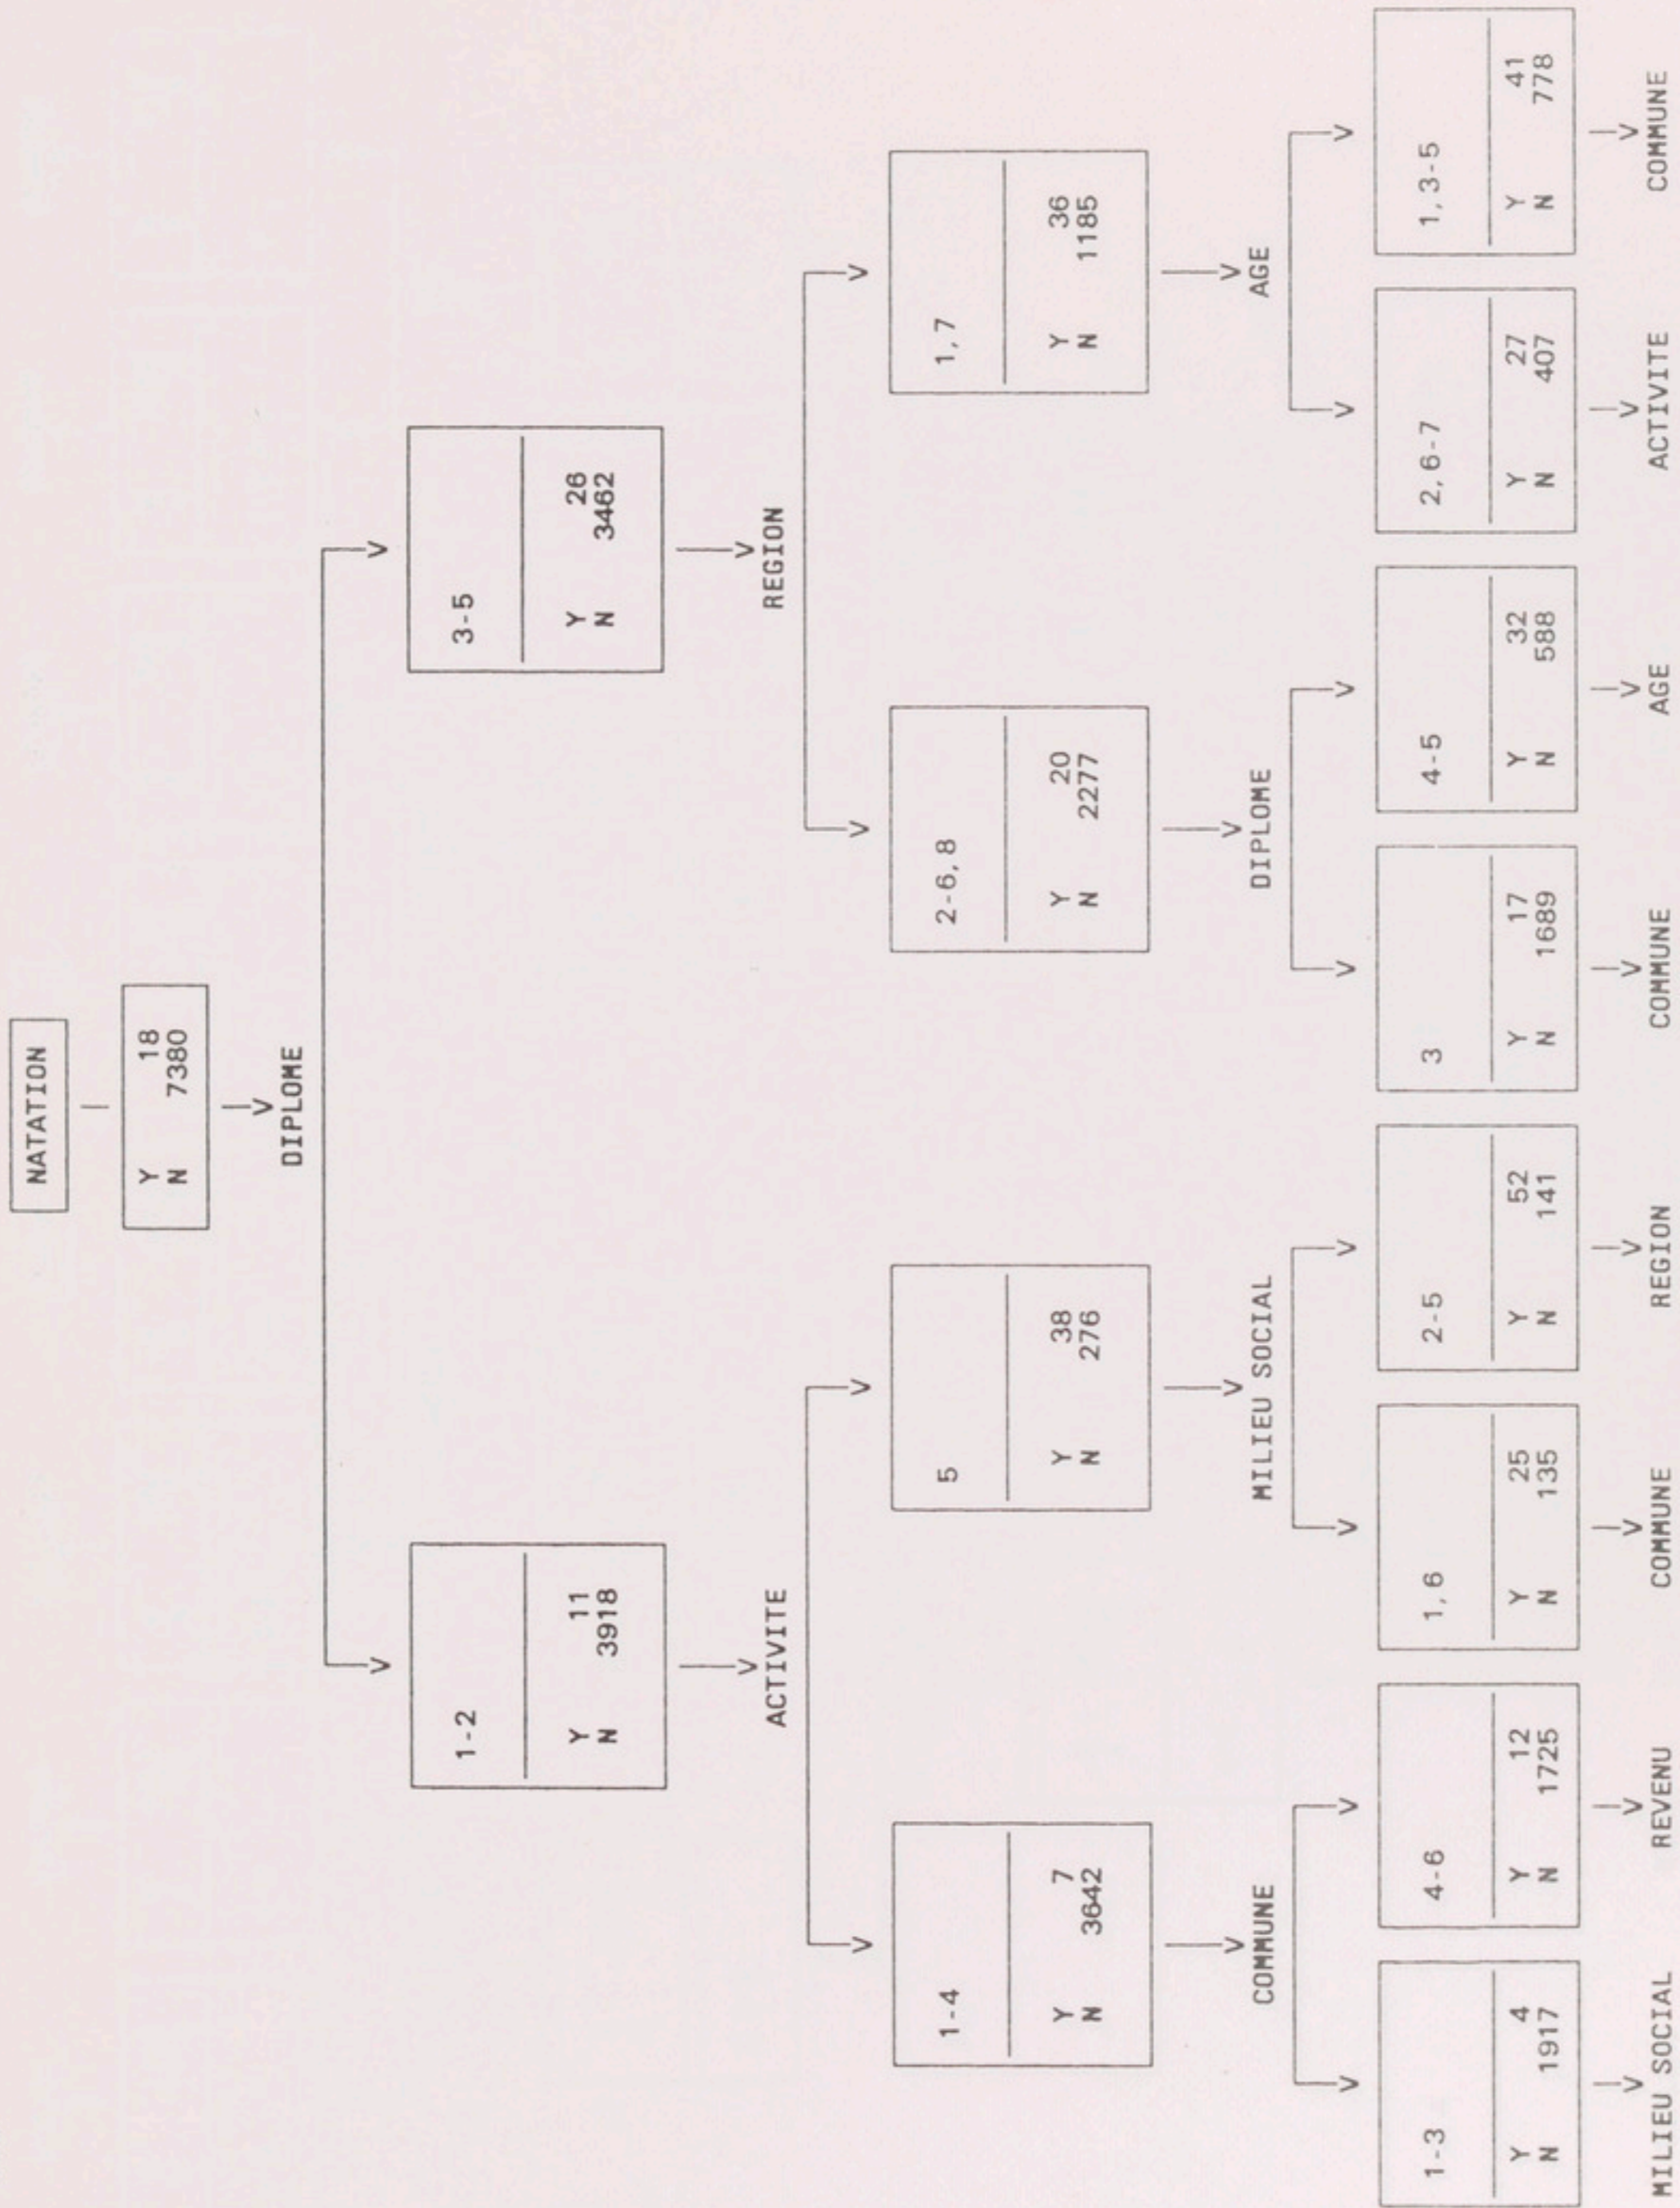 NATATION
Y 18
N 7380
DIPLOME
1-2
Y 11
N 3918
3-5
Y 26
N 3462
ACTIVITE
REGION
1-4
Y 7
N 3642
5
Y 38
N 276
2-6,8
Y 20
N 2277
1,7
Y 36
N 1185
COMMUNE
MILIEU SOCIAL
DIPLOME
AGE
1-3
Y 4
N 1917
4-6
Y 12
N 1725
1,6
Y 25
N 135
2-5
Y 52
N 141
3
Y 17
N 1689
4-5
Y 32
N 588
2,6-7
Y 27
N 407
1,3-5
Y 41
N 778
MILIEU SOCIAL
REVENU
COMMUNE
REGION
COMMUNE
AGE
ACTIVITE
COMMUNE